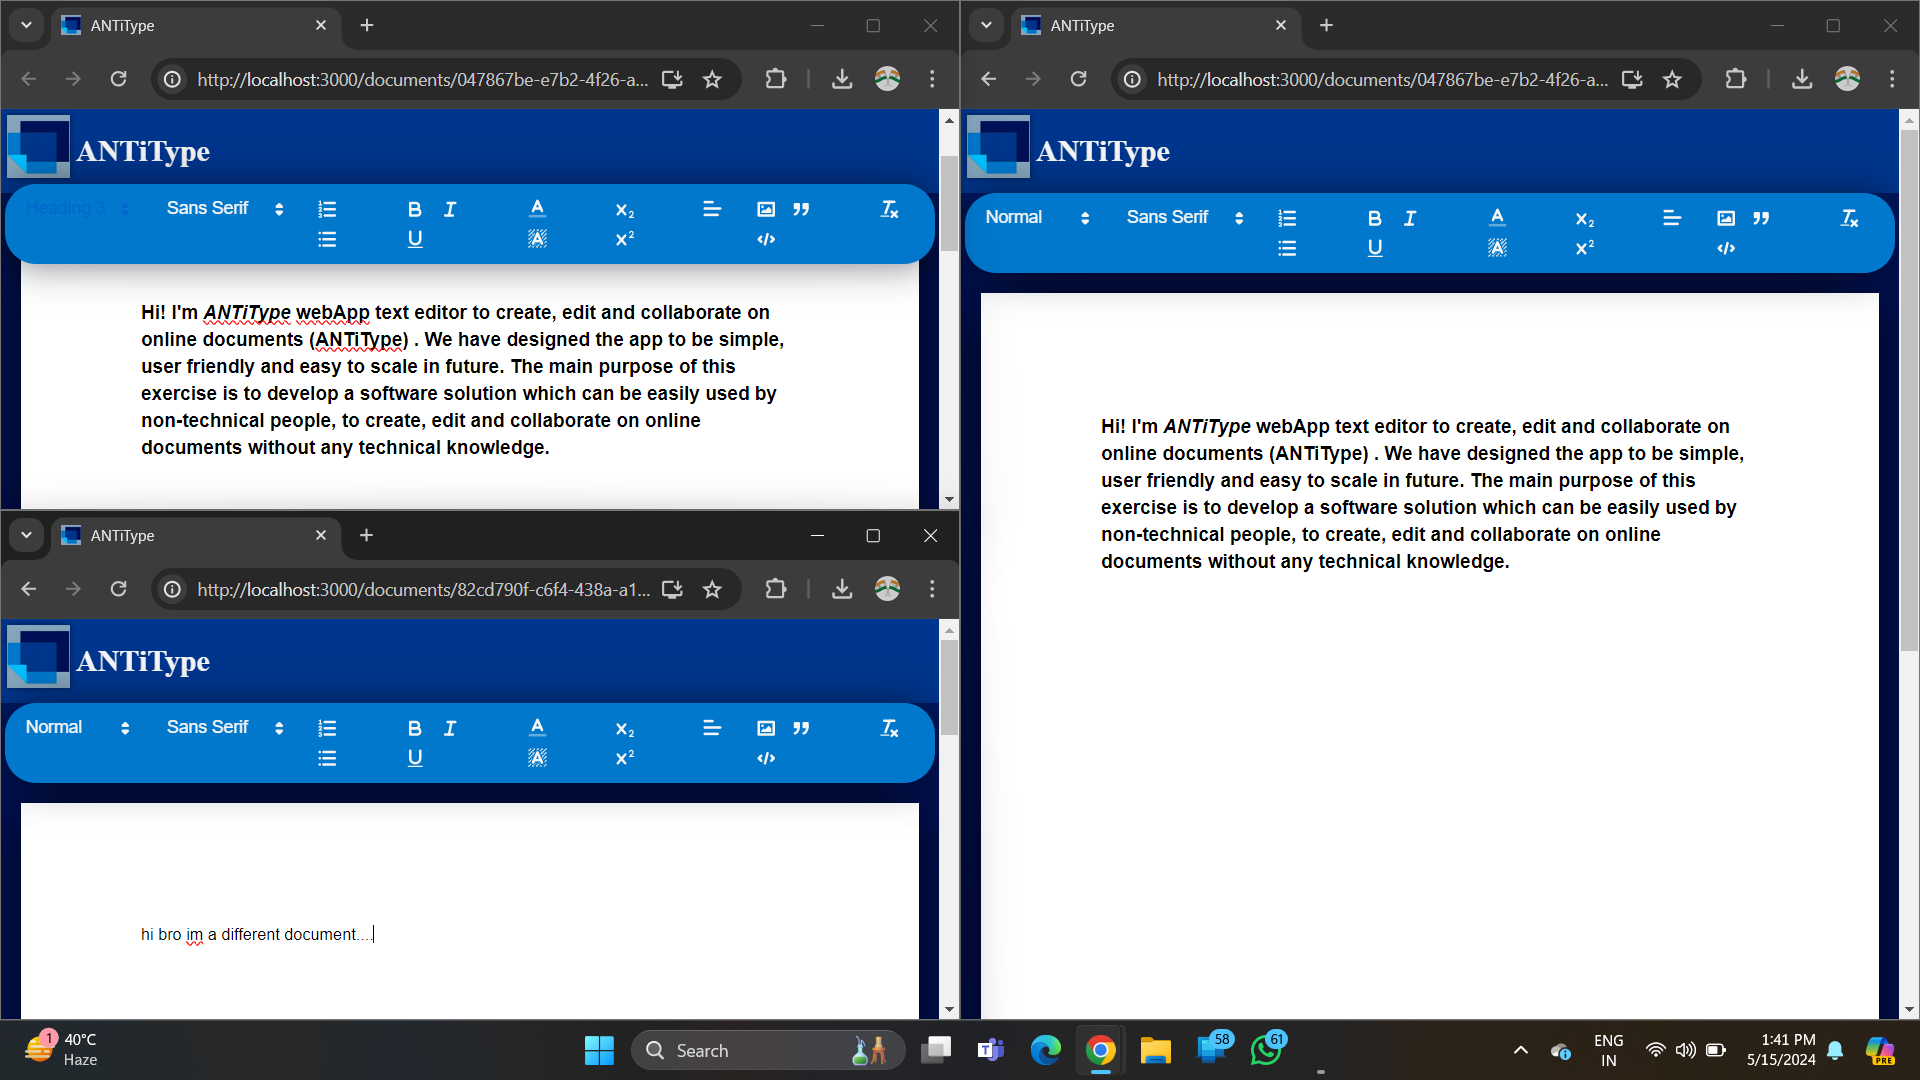 ANTiType
http://localhost:3000/documents/047867be-e7b2-4f26-a...
ANTiType
Heading 3
Sans Serif
B I
U
A
A
X₂
X²
Hi! I'm ANTiType webApp text editor to create, edit and collaborate on
online documents (ANTiType) . We have designed the app to be simple,
user friendly and easy to scale in future. The main purpose of this
exercise is to develop a software solution which can be easily used by
non-technical people, to create, edit and collaborate on online
documents without any technical knowledge.
ANTiType
http://localhost:3000/documents/82cd790f-c6f4-438a-a1...
ANTiType
Normal
Sans Serif
B I
U
A
A
X₂
X²
hi bro im a different document....
ANTiType
http://localhost:3000/documents/047867be-e7b2-4f26-a...
ANTiType
Normal
Sans Serif
B I
U
A
A
X₂
X²
Hi! I'm ANTiType webApp text editor to create, edit and collaborate on
online documents (ANTiType) . We have designed the app to be simple,
user friendly and easy to scale in future. The main purpose of this
exercise is to develop a software solution which can be easily used by
non-technical people, to create, edit and collaborate on online
documents without any technical knowledge.
1
40°C
Haze
Search
58
61
ENG
IN
1:41 PM
5/15/2024
PRE